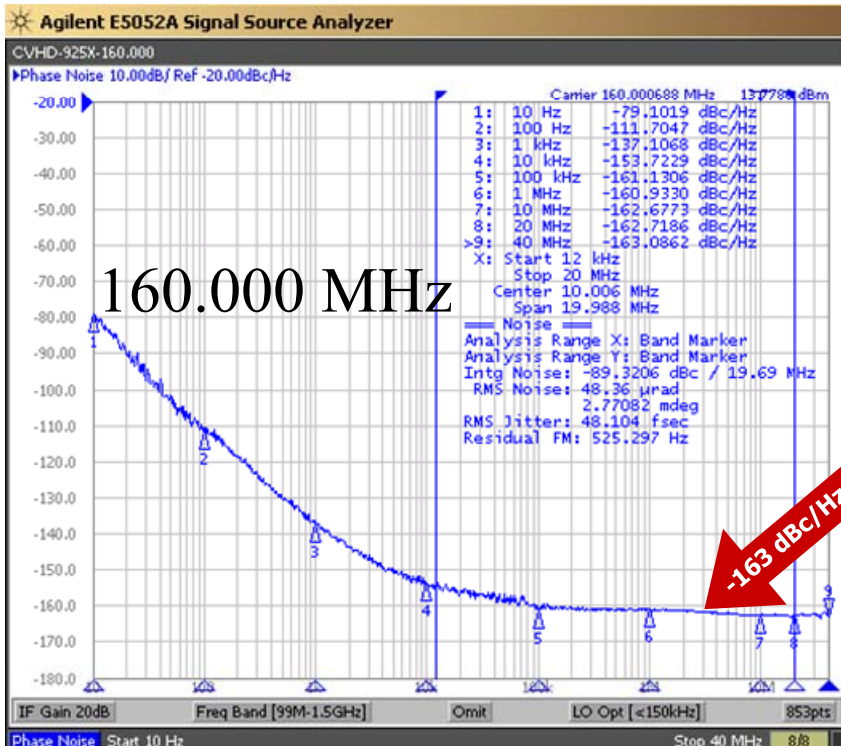 Agilent E5052A Signal Source Analyzer
CVHD-925X-160.000
Phase Noise 10.00dB/ Ref -20.00dBc/Hz
Carrier 160.000688 MHz dBm
-20.00
-30.00
-40.00
-50.00
-60.00
-70.00
-80.00
-90.00
-100.0
-110.0
-120.0
-130.0
-140.0
-150.0
-160.0
-170.0
-180.0
1: 10 Hz -79.1019 dBc/Hz
2: 100 Hz -111.7047 dBc/Hz
3: 1 kHz -137.1068 dBc/Hz
4: 10 kHz -153.7229 dBc/Hz
5: 100 kHz -161.1306 dBc/Hz
6: 1 MHz -160.9330 dBc/Hz
7: 10 MHz -162.6773 dBc/Hz
8: 20 MHz -162.7186 dBc/Hz
>9: 40 MHz -163.0862 dBc/Hz
X: Start 12 kHz
Stop 20 MHz
Center 10.006 MHz
Span 19.988 MHz
=== Noise ===
Analysis Range X: Band Marker
Analysis Range Y: Band Marker
Intg Noise: -89.3206 dBc / 19.69 MHz
RMS Noise: 48.36 µrad
2.77082 mdeg
RMS Jitter: 48.104 fsec
Residual FM: 525.297 Hz
160.000 MHz
-163 dBc/Hz
1
2
3
4
5
6
7
8
9
IF Gain 20dB
Freq Band [99M-1.5GHz]
Omit
LO Opt [<150kHz]
853pts
Phase Noise Start 10 Hz
Stop 40 MHz
8/8